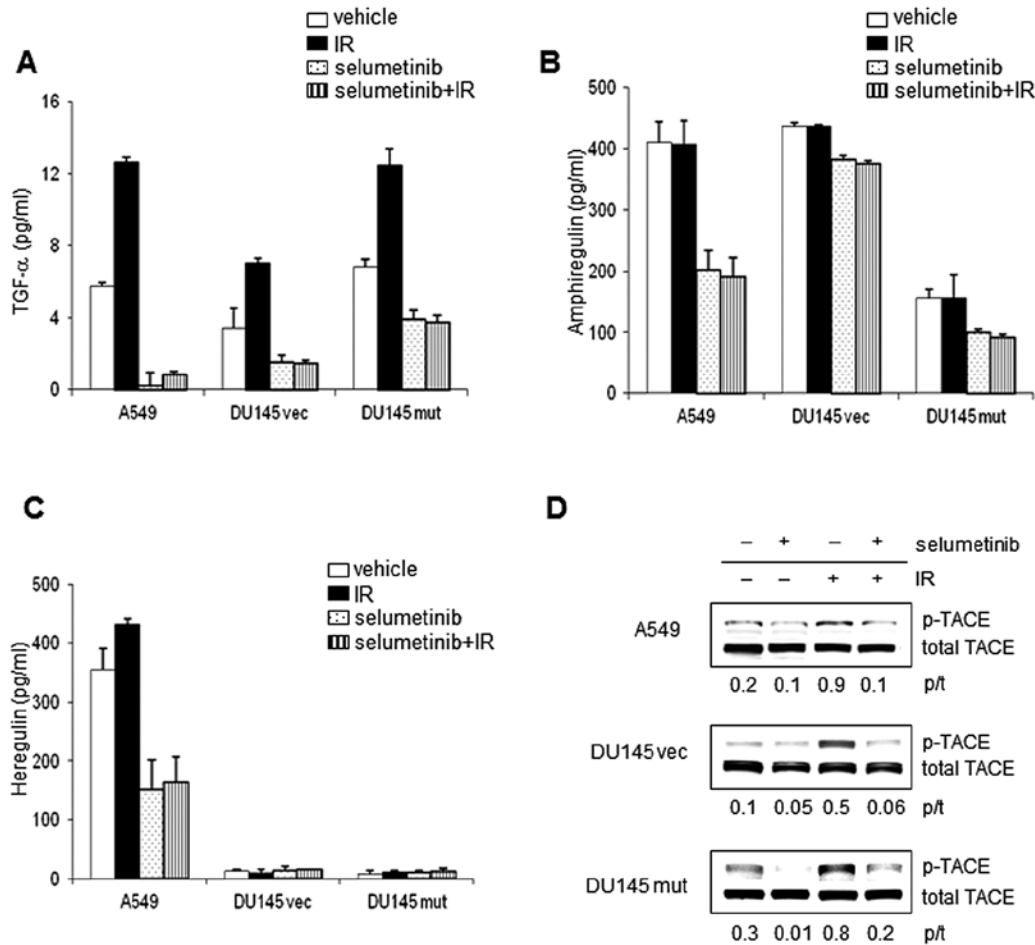 A
vehicle
IR
selumetinib
selumetinib+IR
TGF-α (pg/ml)
16
12
8
4
0
A549
DU145 vec
DU145 mut
B
vehicle
IR
selumetinib
selumetinib+IR
Amphiregulin (pg/ml)
500
400
300
200
100
0
A549
DU145 vec
DU145 mut
C
vehicle
IR
selumetinib
selumetinib+IR
Heregulin (pg/ml)
500
400
300
200
100
0
A549
DU145 vec
DU145 mut
D
– + – + selumetinib
– – + + IR
A549
p-TACE
total TACE
0.2 0.1 0.9 0.1 p/t
DU145 vec
p-TACE
total TACE
0.1 0.05 0.5 0.06 p/t
DU145 mut
p-TACE
total TACE
0.3 0.01 0.8 0.2 p/t